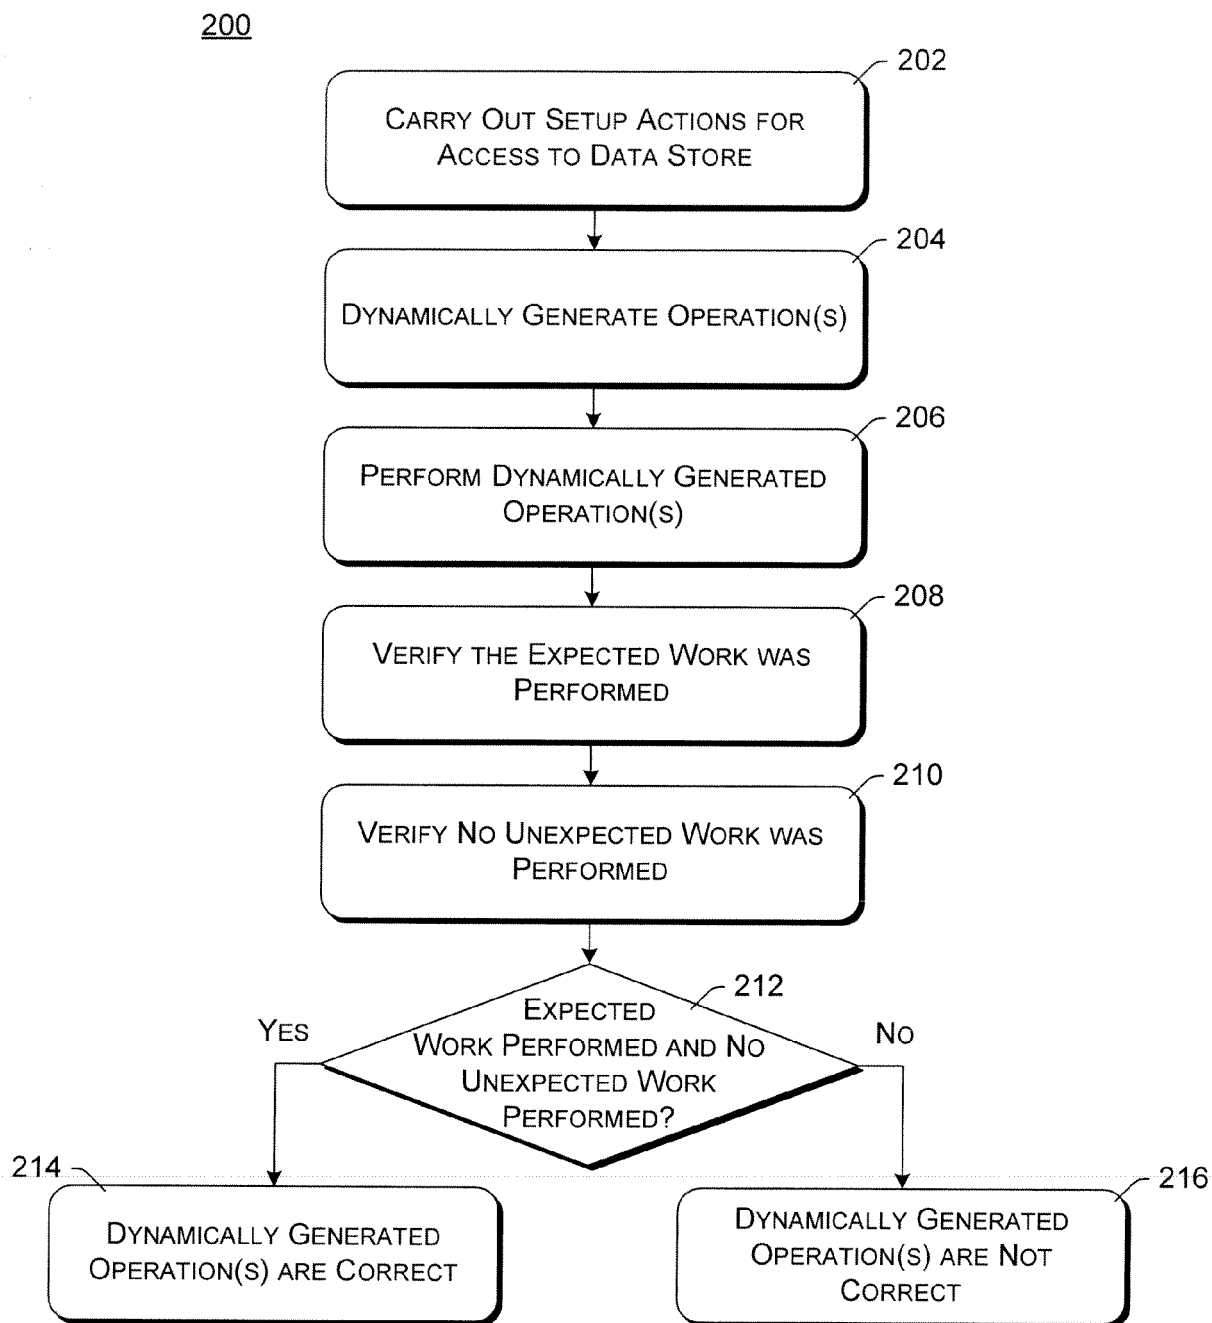 200
202
CARRY OUT SETUP ACTIONS FOR
ACCESS TO DATA STORE
204
DYNAMICALLY GENERATE OPERATION(S)
206
PERFORM DYNAMICALLY GENERATED
OPERATION(S)
208
VERIFY THE EXPECTED WORK WAS
PERFORMED
210
VERIFY NO UNEXPECTED WORK WAS
PERFORMED
212
EXPECTED
WORK PERFORMED AND NO
UNEXPECTED WORK
PERFORMED?
YES
NO
214
DYNAMICALLY GENERATED
OPERATION(S) ARE CORRECT
216
DYNAMICALLY GENERATED
OPERATION(S) ARE NOT
CORRECT